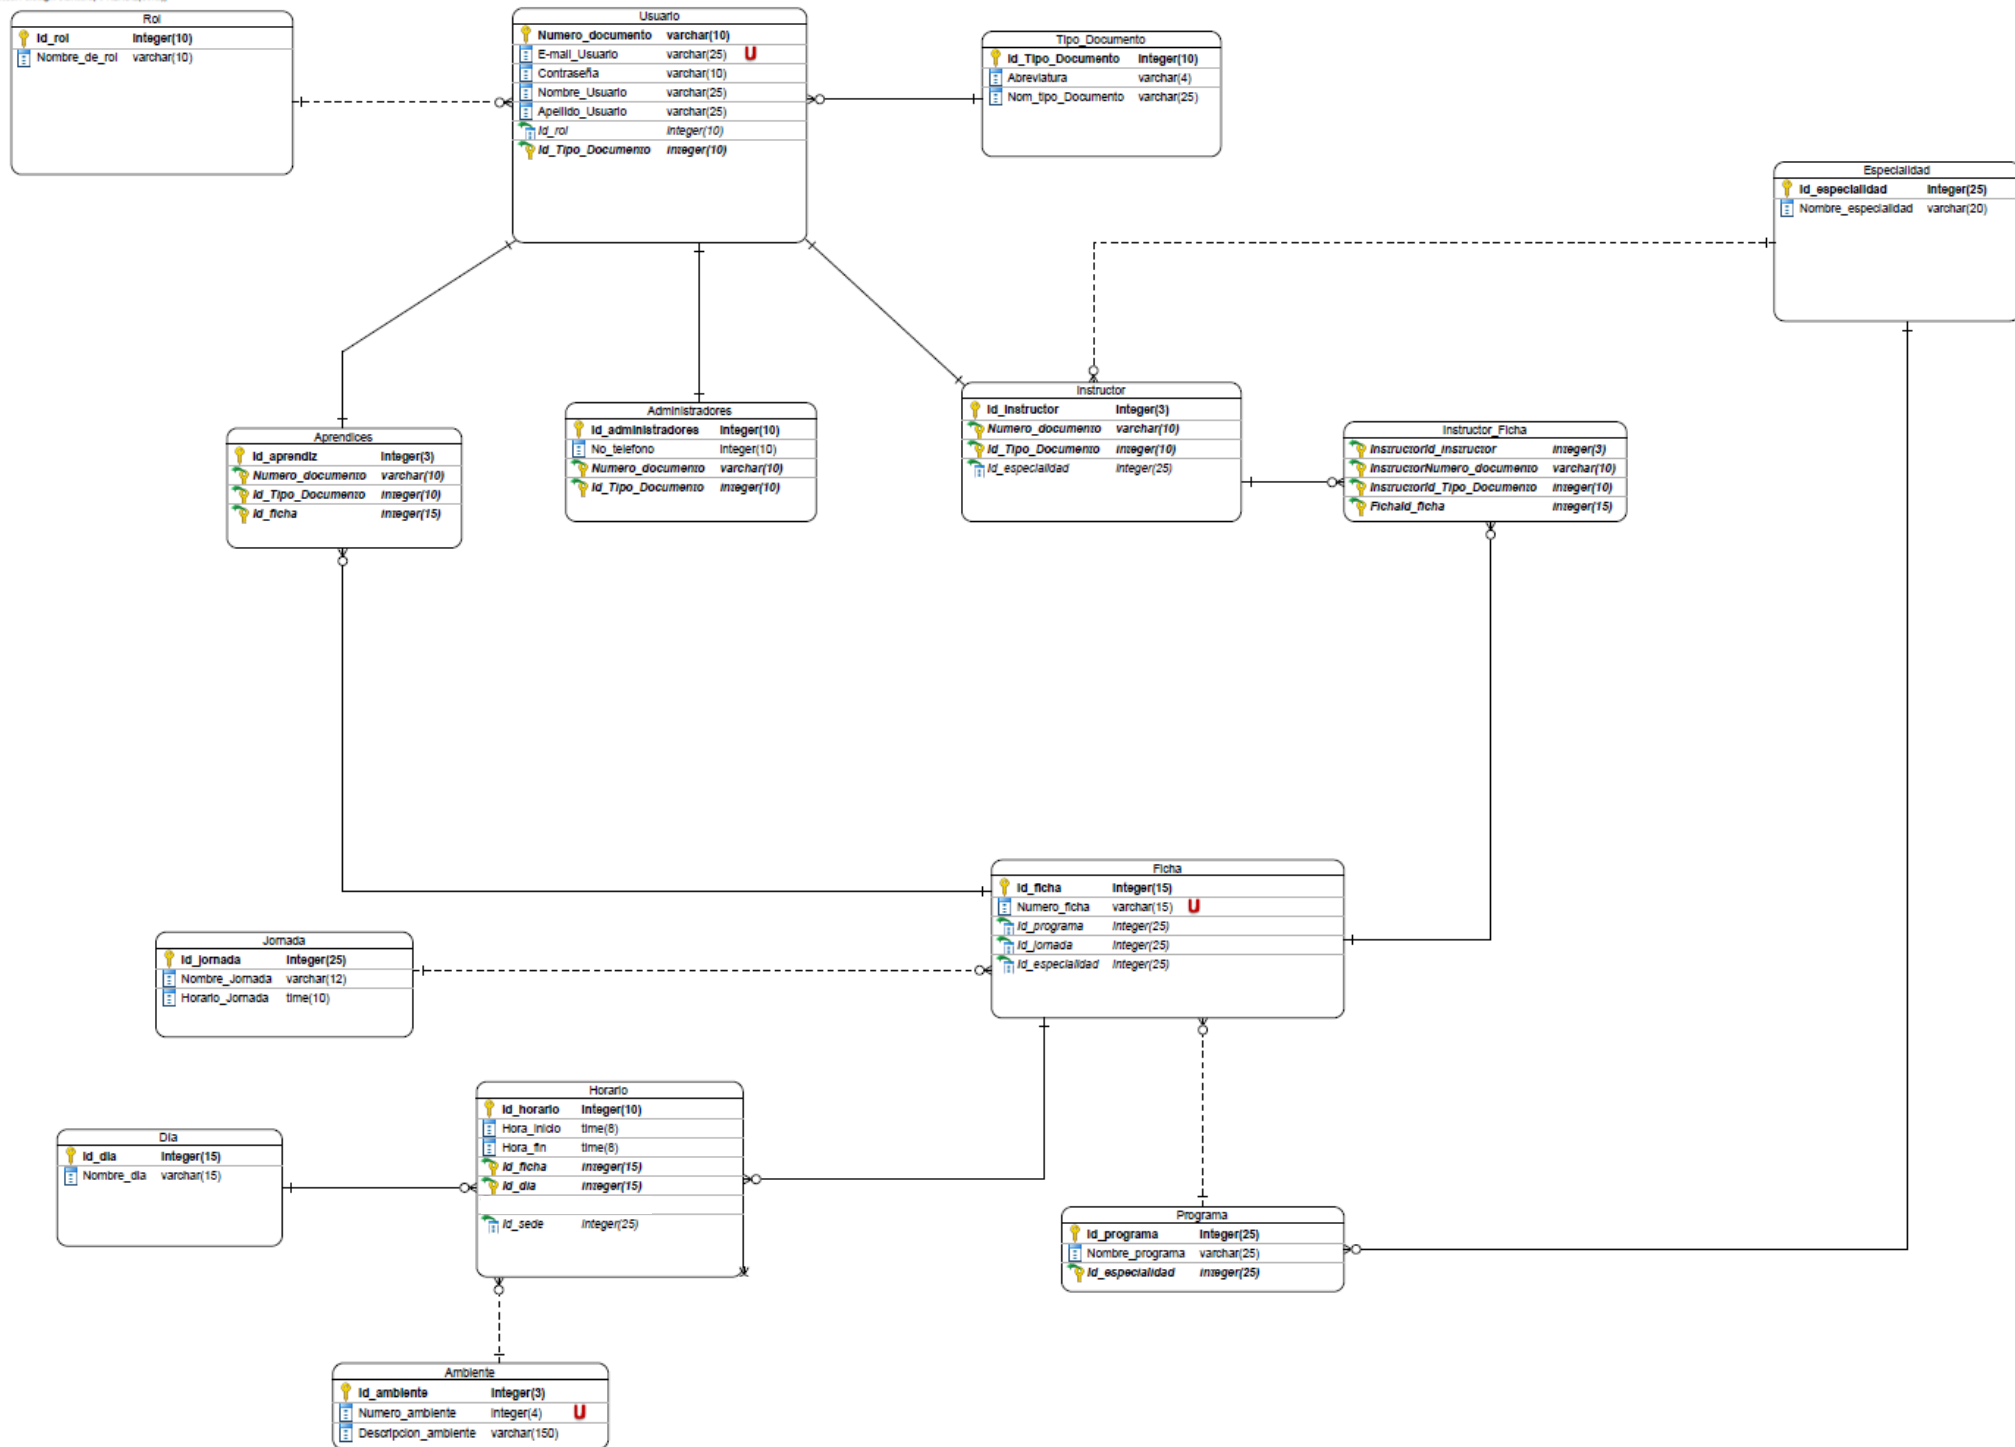 Rol
Id_rol Integer(10)
Nombre_de_rol varchar(10)
Usuario
Numero_documento varchar(10)
E-mail_Usuario varchar(25) U
Contraseña varchar(10)
Nombre_Usuario varchar(25)
Apellido_Usuario varchar(25)
Id_rol Integer(10)
Id_Tipo_Documento Integer(10)
Tipo_Documento
Id_Tipo_Documento Integer(10)
Abreviatura varchar(4)
Nom_tipo_Documento varchar(25)
Especialidad
Id_especialidad Integer(25)
Nombre_especialidad varchar(20)
Aprendices
Id_aprendiz Integer(3)
Numero_documento varchar(10)
Id_Tipo_Documento Integer(10)
Id_ficha Integer(15)
Administradores
Id_administradores Integer(10)
No_telefono Integer(10)
Numero_documento varchar(10)
Id_Tipo_Documento Integer(10)
Instructor
Id_Instructor Integer(3)
Numero_documento varchar(10)
Id_Tipo_Documento Integer(10)
Id_especialidad Integer(25)
Instructor_Ficha
InstructorId_Instructor Integer(3)
InstructorNumero_documento varchar(10)
InstructorId_Tipo_Documento Integer(10)
FichaId_ficha Integer(15)
Ficha
Id_ficha Integer(15)
Numero_ficha varchar(15) U
Id_programa Integer(25)
Id_jornada Integer(25)
Id_especialidad Integer(25)
Jornada
Id_jornada Integer(25)
Nombre_Jornada varchar(12)
Horario_Jornada time(10)
Horario
Id_horario Integer(10)
Hora_inicio time(8)
Hora_fin time(8)
Id_ficha Integer(15)
Id_dia Integer(15)
Id_sede Integer(25)
Dia
Id_dia Integer(15)
Nombre_dia varchar(15)
Programa
Id_programa Integer(25)
Nombre_programa varchar(25)
Id_especialidad Integer(25)
Ambiente
Id_ambiente Integer(3)
Numero_ambiente Integer(4) U
Descripcion_ambiente varchar(150)